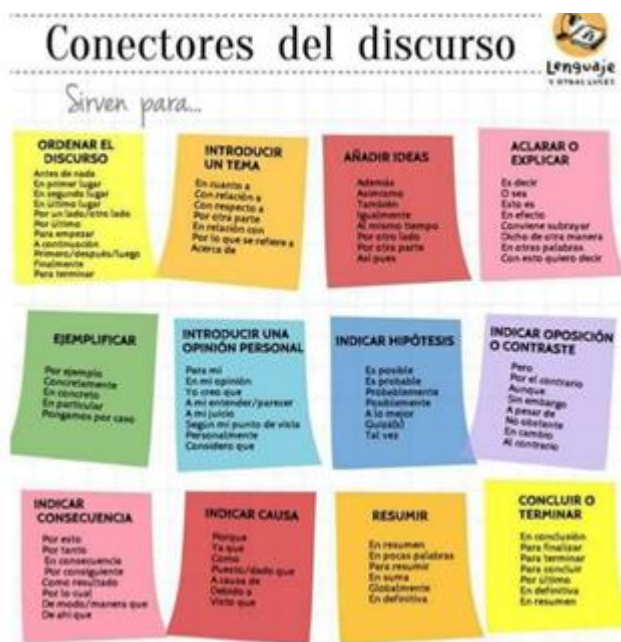 Conectores del discurso
Lenguaje
Y OTRAS LUCES
Sirven para...
ORDENAR EL
DISCURSO
Antes de nada
En primer lugar
En segundo lugar
En último lugar
Por un lado/otro lado
Por último
Para empezar
A continuación
Primero/después/luego
Finalmente
Para terminar
INTRODUCIR
UN TEMA
En cuanto a
Con relación a
Con respecto a
Por otra parte
En relación con
Por lo que se refiere a
Acerca de
AÑADIR IDEAS
Además
Asimismo
También
Igualmente
Al mismo tiempo
Por otro lado
Por otra parte
Así pues
ACLARAR O
EXPLICAR
Es decir
O sea
Esto es
En efecto
Conviene subrayar
Dicho de otra manera
En otras palabras
Con esto quiero decir
EJEMPLIFICAR
Por ejemplo
Concretamente
En concreto
En particular
Pongamos por caso
INTRODUCIR UNA
OPINIÓN PERSONAL
Para mi
En mi opinión
Yo creo que
A mi entender/parecer
A mi juicio
Según mi punto de vista
Personalmente
Considero que
INDICAR HIPÓTESIS
Es posible
Es probable
Probablemente
Posiblemente
A lo mejor
Quizá(s)
Tal vez
INDICAR OPOSICIÓN
O CONTRASTE
Pero
Por el contrario
Aunque
Sin embargo
A pesar de
No obstante
En cambio
Al contrario
INDICAR
CONSECUENCIA
Por esto
Por tanto
En consecuencia
Por consiguiente
Como resultado
Por lo cual
De modo/manera que
De ahí que
INDICAR CAUSA
Porque
Ya que
Como
Puesto/dado que
A causa de
Debido a
Visto que
RESUMIR
En resumen
En pocas palabras
Para resumir
En suma
Globalmente
En definitiva
CONCLUIR O
TERMINAR
En conclusión
Para finalizar
Para terminar
Para concluir
Por último
En definitiva
En resumen